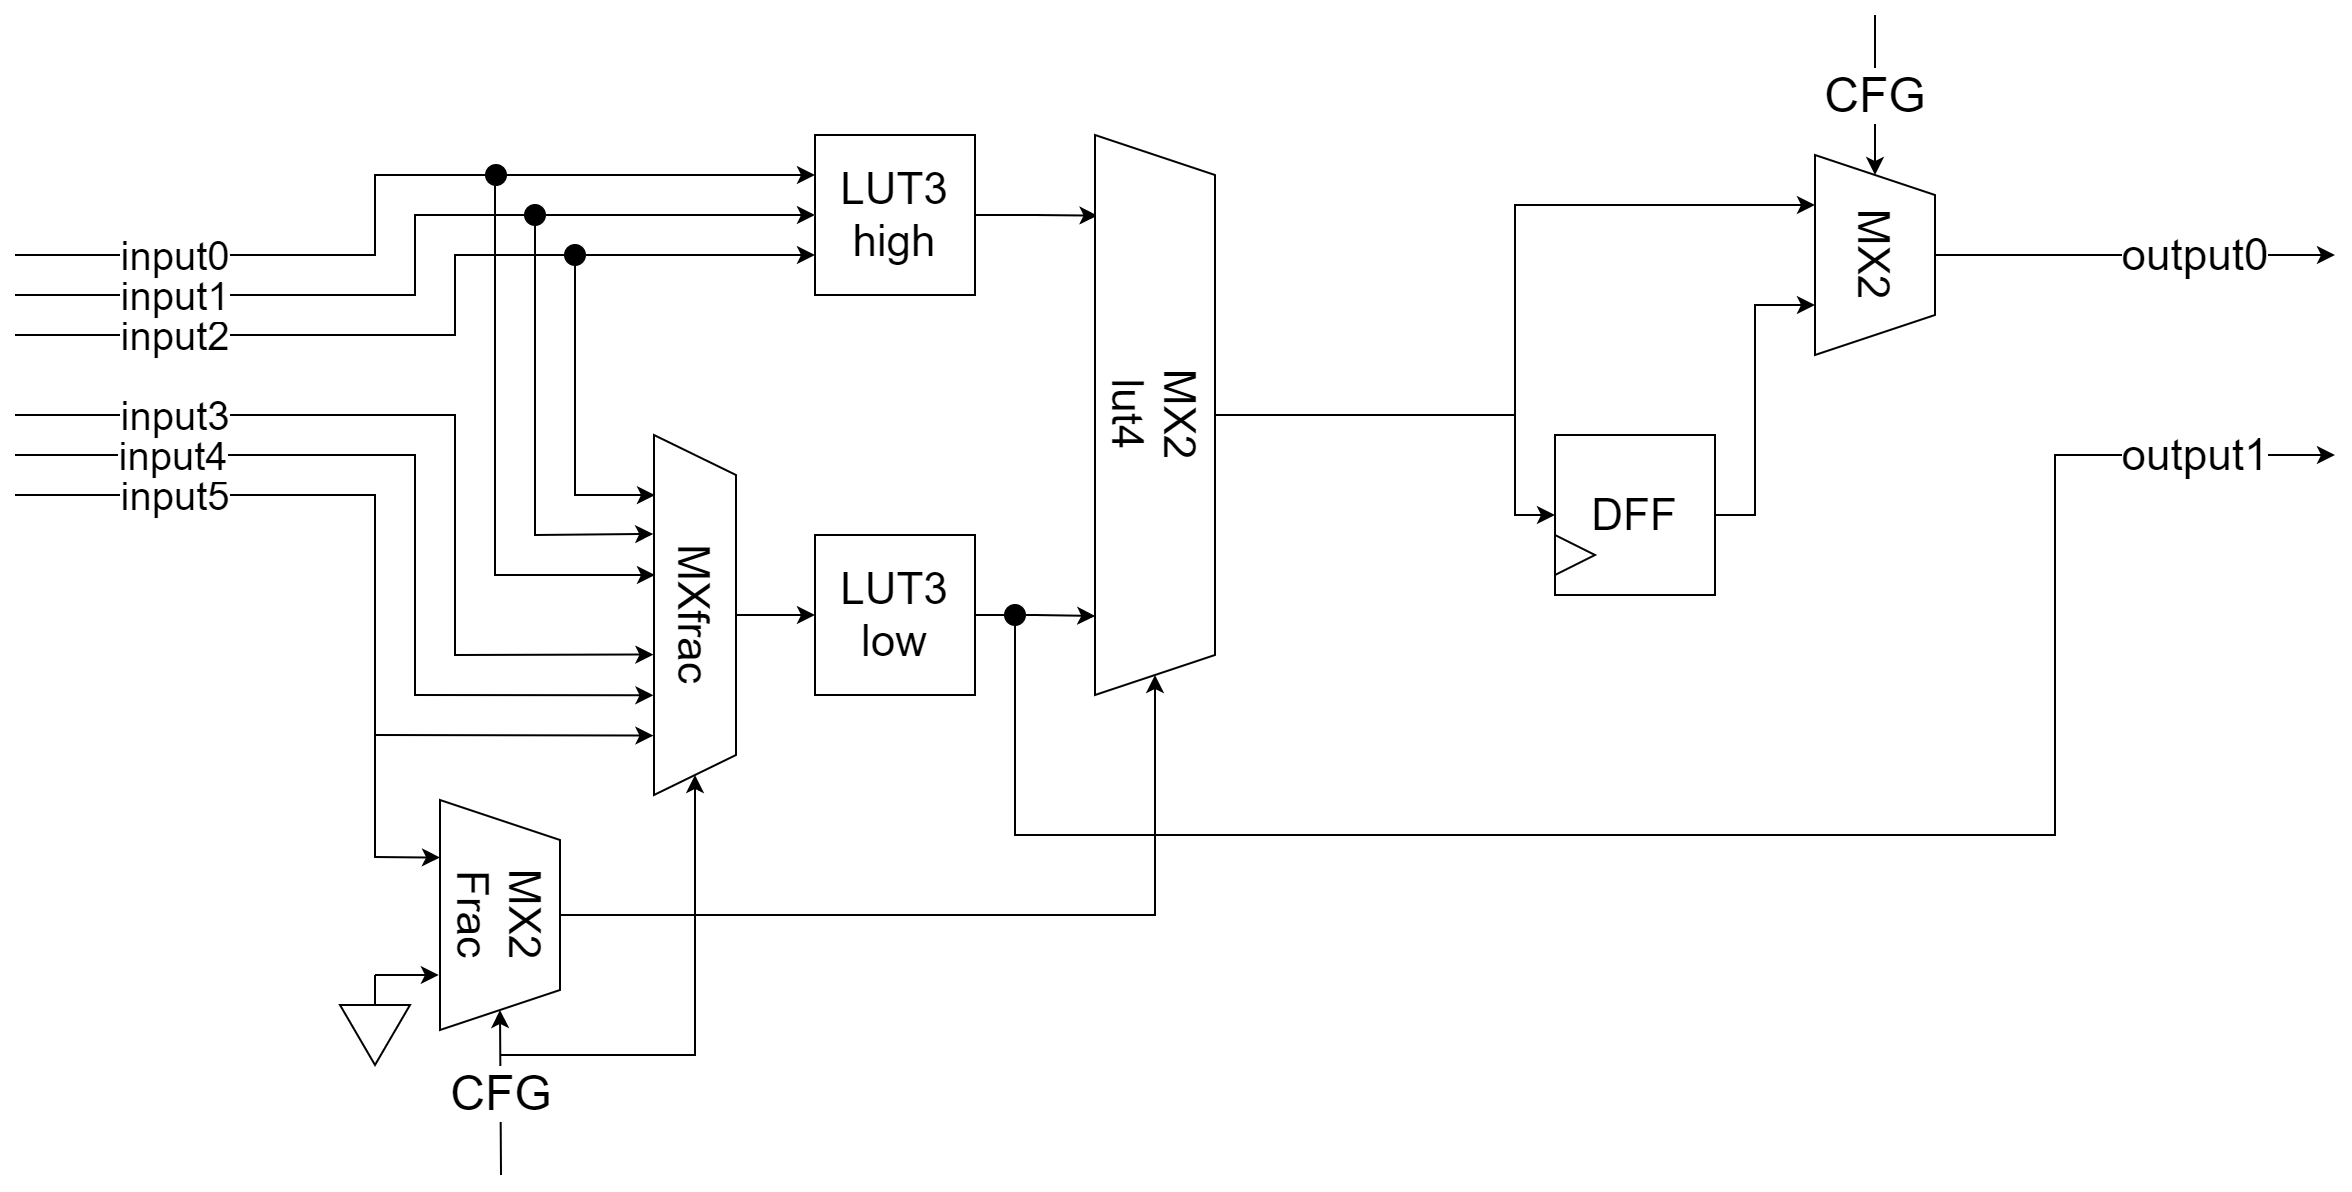 CFG
LUT3
high
MX2
input0
input1
input2
output0
MX2
lut4
input3
input4
input5
output1
DFF
MXfrac
LUT3
low
MX2
Frac
CFG